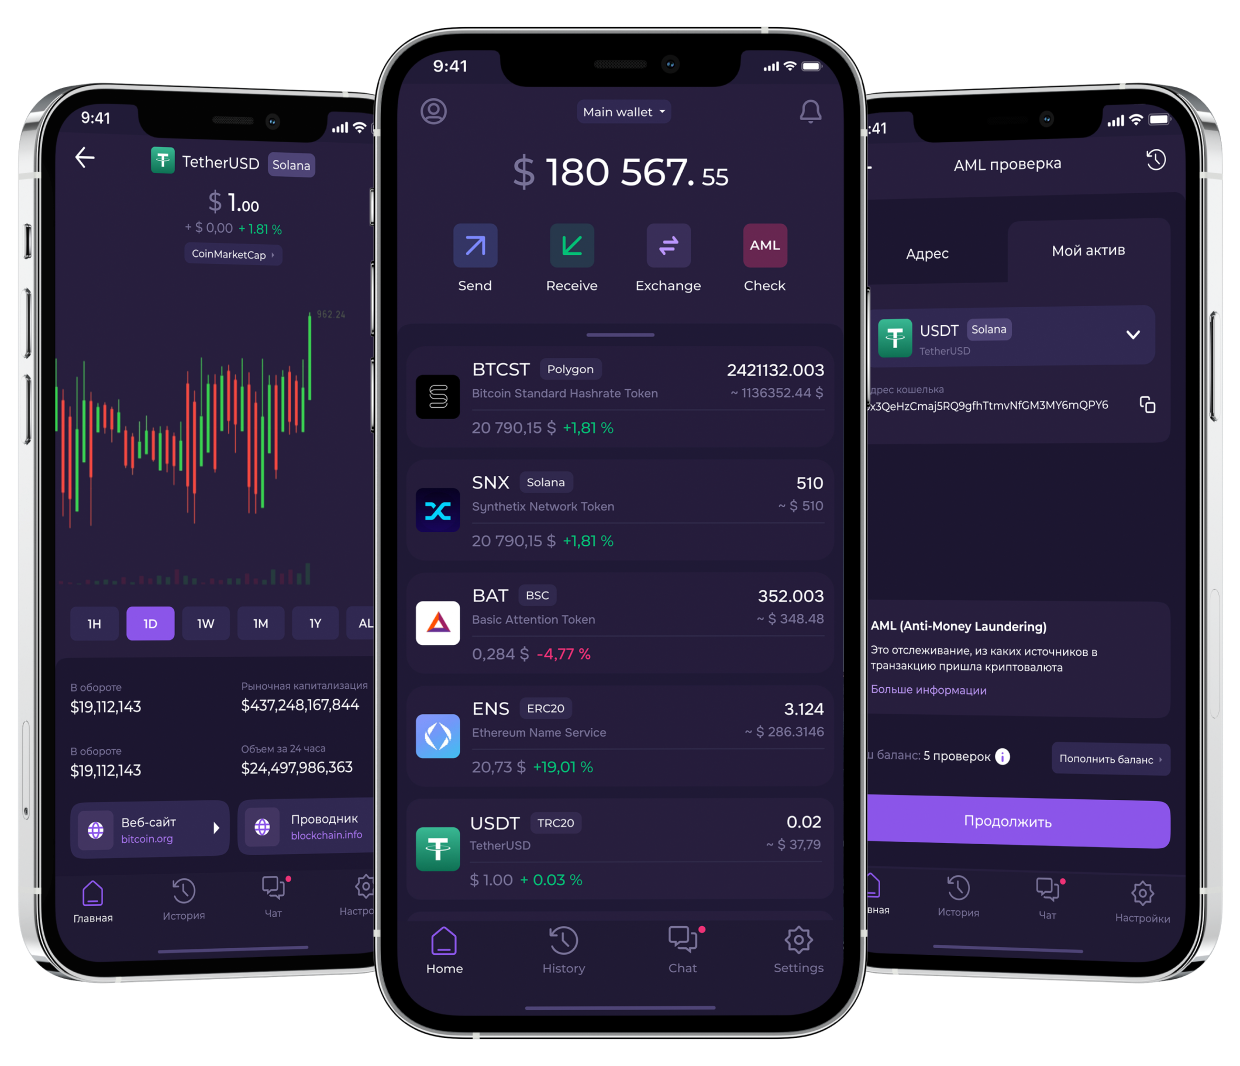 9:41
TetherUSD Solana
$ 1.00
+ $ 0,00 + 1.81 %
CoinMarketCap
962.24
1H 1D 1W 1M 1Y
В обороте Рыночная капитализация
$19,112,143 $437,248,167,844
В обороте Объем за 24 часа
$19,112,143 $24,497,986,363
Веб-сайт Проводник
bitcoin.org blockchain.info
Главная История Чат
9:41
Main wallet
$ 180 567. 55
AML
Send Receive Exchange Check
BTCST Polygon 2421132.003
Bitcoin Standard Hashrate Token ~ 1136352.44 $
20 790,15 $ +1,81 %
SNX Solana 510
Synthetix Network Token ~ $ 510
20 790,15 $ +1,81 %
BAT BSC 352.003
Basic Attention Token ~ $ 348.48
0,284 $ -4,77 %
ENS ERC20 3.124
Ethereum Name Service ~ $ 286.3146
20,73 $ +19,01 %
USDT TRC20 0.02
TetherUSD ~ $ 37,79
$ 1.00 + 0.03 %
Home History Chat Settings
:41
AML проверка
Адрес Мой актив
USDT Solana
TetherUSD
дрес кошелька
x3QeHzCmaj5RQ9gfhTtmvNfGM3MY6mQPY6
AML (Anti-Money Laundering)
Это отслеживание, из каких источников в
транзакцию пришла криптовалюта
Больше информации
ш баланс: 5 проверок Пополнить баланс
Продолжить
вная История Чат Настройки